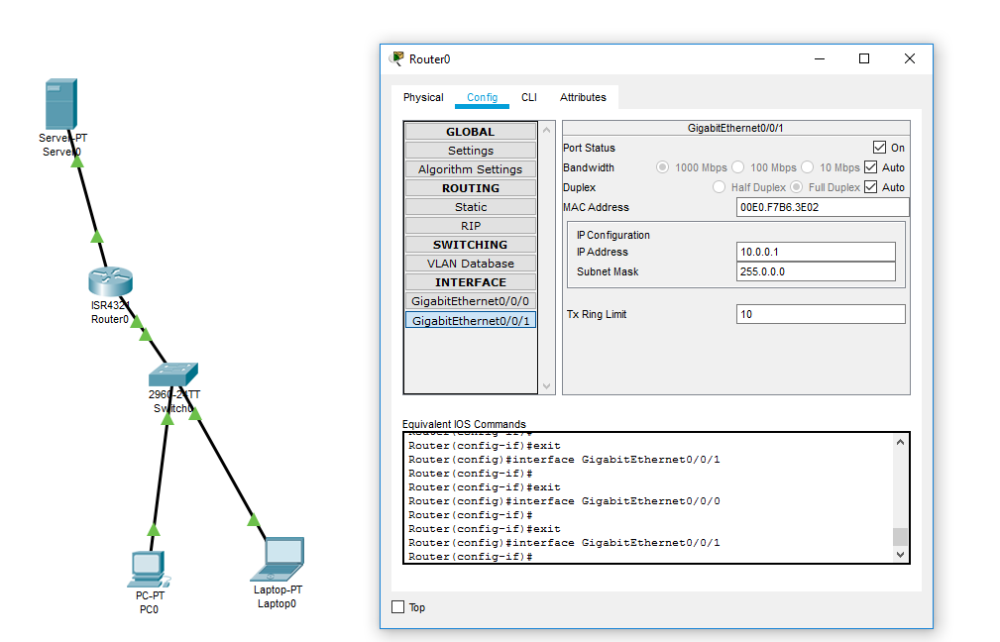 Server-PT
Server0
ISR4321
Router0
2960-24TT
Switch0
PC-PT
PC0
Laptop-PT
Laptop0
Router0
Physical Config CLI Attributes
GLOBAL
Settings
Algorithm Settings
ROUTING
Static
RIP
SWITCHING
VLAN Database
INTERFACE
GigabitEthernet0/0/0
GigabitEthernet0/0/1
GigabitEthernet0/0/1
Port Status On
Bandwidth 1000 Mbps 100 Mbps 10 Mbps Auto
Duplex Half Duplex Full Duplex Auto
MAC Address 00E0.F7B6.3E02
IP Configuration
IP Address 10.0.0.1
Subnet Mask 255.0.0.0
Tx Ring Limit 10
Equivalent IOS Commands
Router(config-if)#
Router(config-if)#exit
Router(config)#interface GigabitEthernet0/0/1
Router(config-if)#
Router(config-if)#exit
Router(config)#interface GigabitEthernet0/0/0
Router(config-if)#
Router(config-if)#exit
Router(config)#interface GigabitEthernet0/0/1
Router(config-if)#
Top